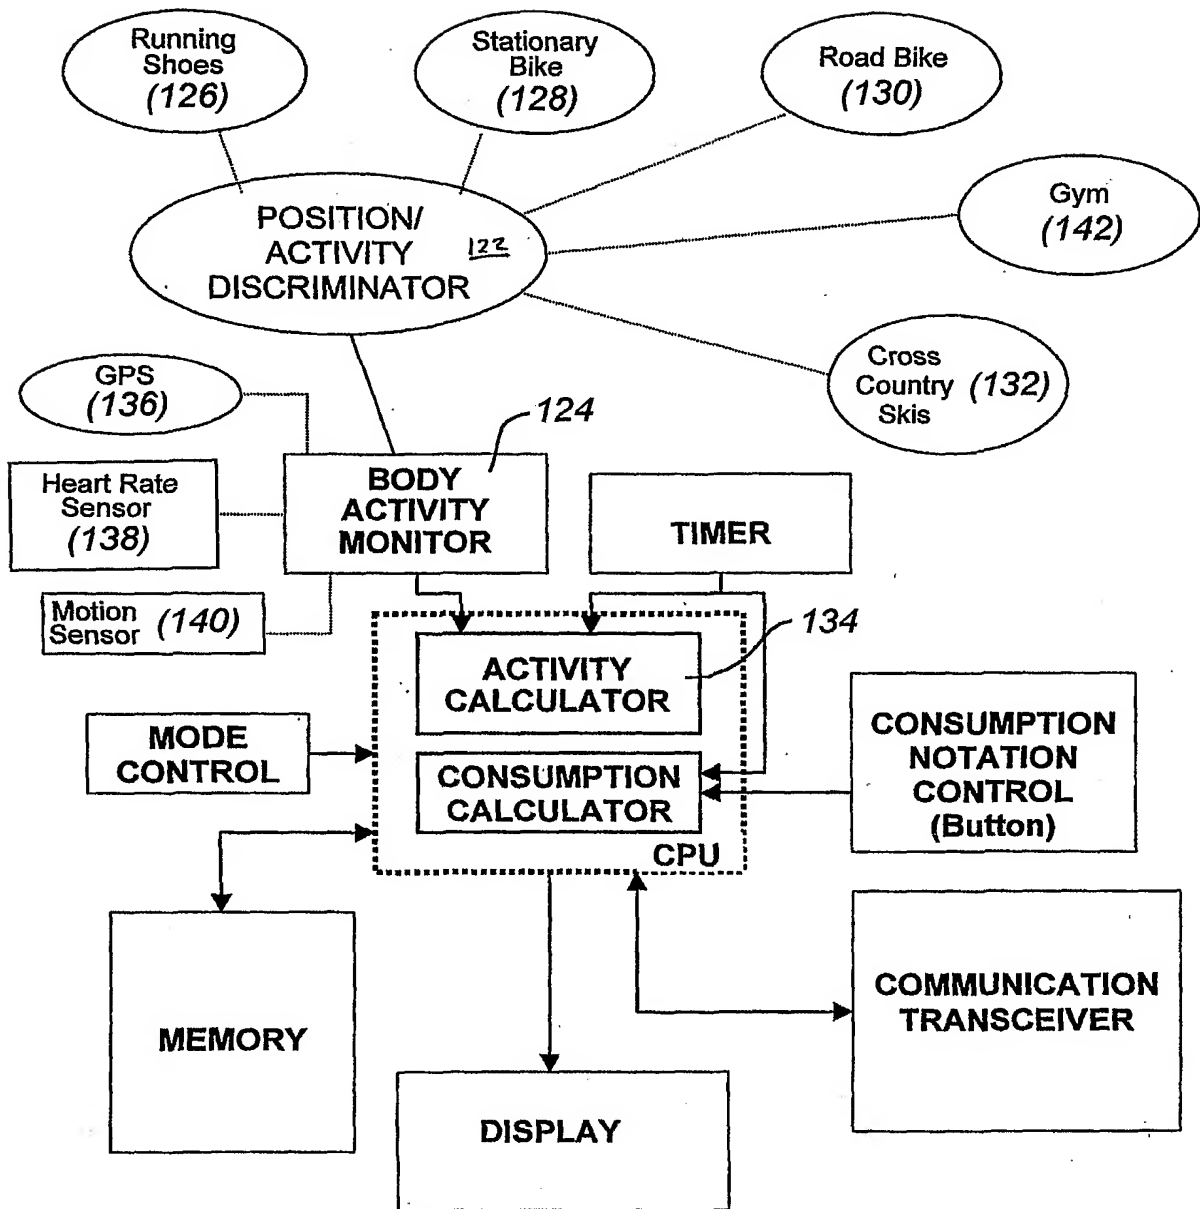 Running
Shoes
(126)
Stationary
Bike
(128)
Road Bike
(130)
Gym
(142)
POSITION/
ACTIVITY
DISCRIMINATOR
122
Cross
Country
Skis
(132)
GPS
(136)
124
Heart Rate
Sensor
(138)
BODY
ACTIVITY
MONITOR
TIMER
Motion
Sensor
(140)
134
ACTIVITY
CALCULATOR
MODE
CONTROL
CONSUMPTION
CALCULATOR
CPU
CONSUMPTION
NOTATION
CONTROL
(Button)
MEMORY
COMMUNICATION
TRANSCEIVER
DISPLAY